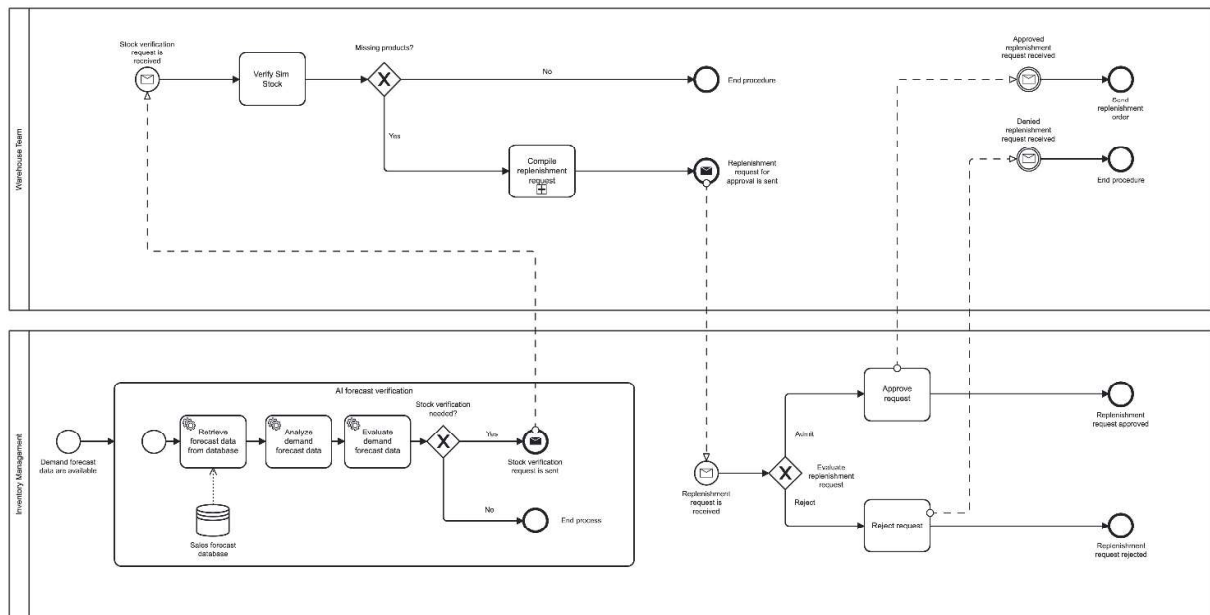 Warehouse Team
Stock verification
request is
received
Verify Sim
Stock
Missing products?
No
End procedure
Yes
Compile
replenishment
request
Replenishment
request for
approval is sent
Approved
replenishment
request received
Send
replenishment
order
Denied
replenishment
request received
End procedure
Inventory Management
Demand forecast
data are available
AI forecast verification
Retrieve
forecast data
from database
Sales forecast
database
Analyze
demand
forecast data
Evaluate
demand
forecast data
Stock verification
needed?
Yes
Stock verification
request is sent
No
End process
Replenishment
request is
received
Evaluate
replenishment
request
Admit
Approve
request
Replenishment
request approved
Reject
Reject request
Replenishment
request rejected